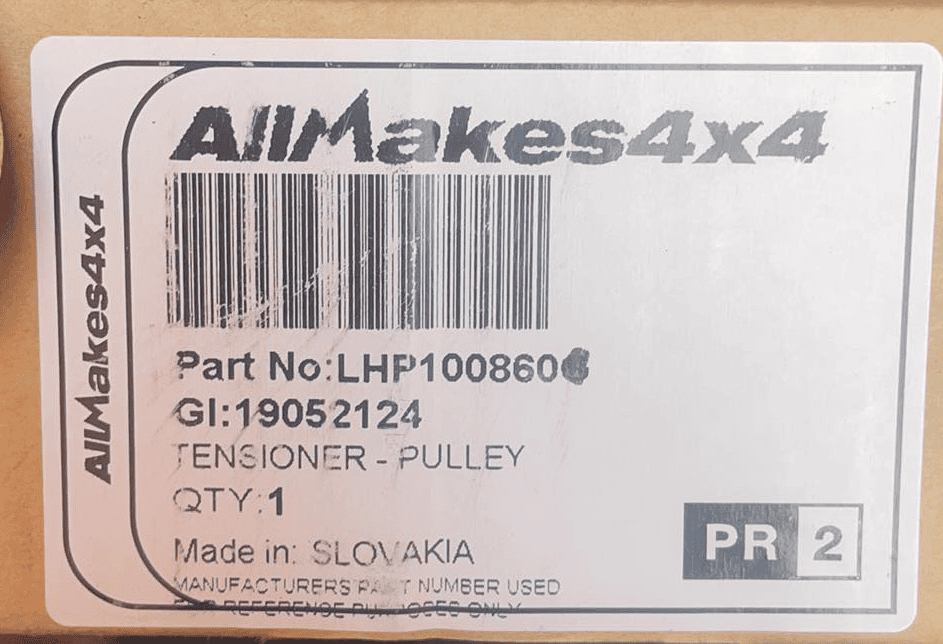 AllMakes4x4
AllMakes4x4
Part No:LHP100860
GI:19052124
TENSIONER - PULLEY
QTY:1
Made in: SLOVAKIA
MANUFACTURERS PART NUMBER USED
FOR REFERENCE PURPOSES ONLY
PR 2